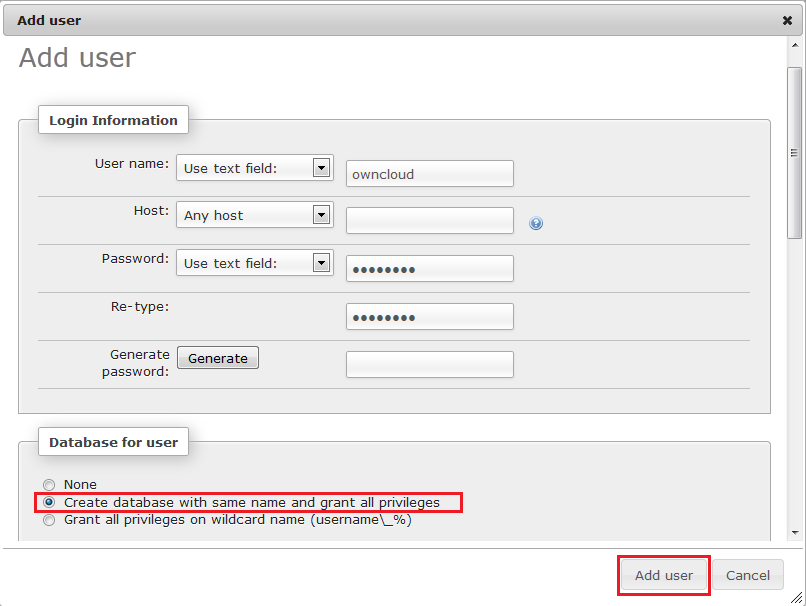 Add user
Add user
Login Information
User name: Use text field: owncloud
Host: Any host
Password: Use text field: ●●●●●●●●
Re-type: ●●●●●●●●
Generate password: Generate
Database for user
None
Create database with same name and grant all privileges
Grant all privileges on wildcard name (username\_%)
Add user Cancel